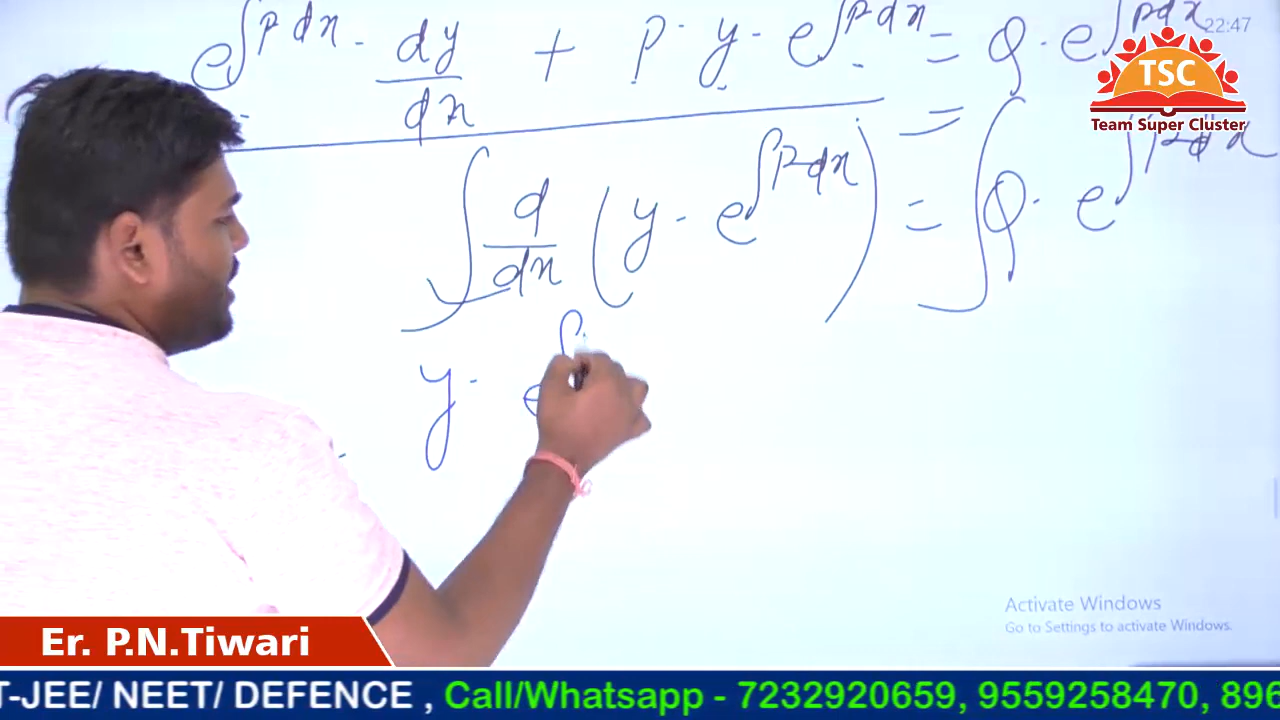 e^{∫P dx} · dy/dx + P · y · e^{∫P dx} = Q · e^{∫P dx}
22:47
TSC
Team Super Cluster
∫ d/dx (y · e^{∫P dx}) = ∫ Q · e^{∫P dx}
y · e^∫
Activate Windows
Go to Settings to activate Windows.
Er. P.N.Tiwari
T-JEE/ NEET/ DEFENCE , Call/Whatsapp - 7232920659, 9559258470, 896